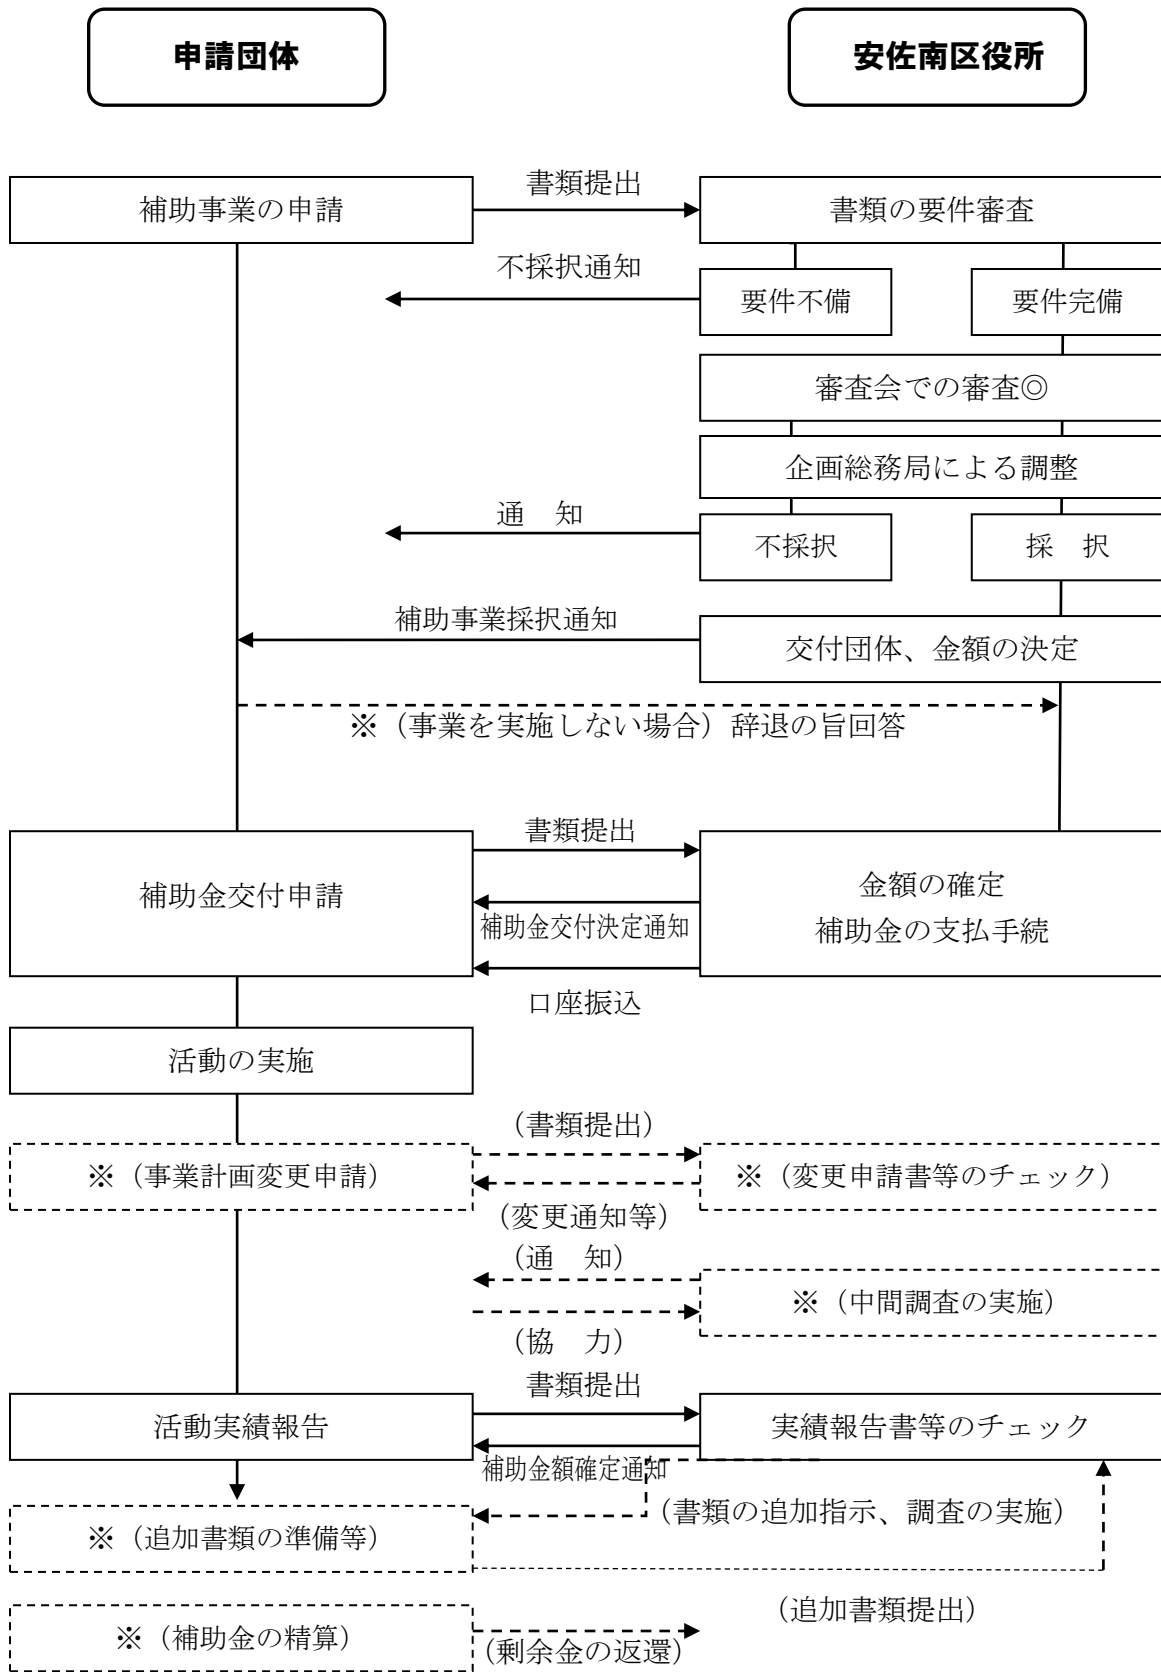 申請団体
安佐南区役所
書類提出
補助事業の申請
書類の要件審査
不採択通知
要件不備
要件完備
審査会での審査◎
企画総務局による調整
通　知
不採択
採　択
補助事業採択通知
交付団体、金額の決定
※（事業を実施しない場合）辞退の旨回答
書類提出
補助金交付申請
金額の確定
補助金交付決定通知
補助金の支払手続
口座振込
活動の実施
（書類提出）
※（事業計画変更申請）
※（変更申請書等のチェック）
（変更通知等）
（通　知）
※（中間調査の実施）
（協　力）
書類提出
活動実績報告
実績報告書等のチェック
補助金額確定通知
（書類の追加指示、調査の実施）
※（追加書類の準備等）
（追加書類提出）
※（補助金の精算）
（剰余金の返還）